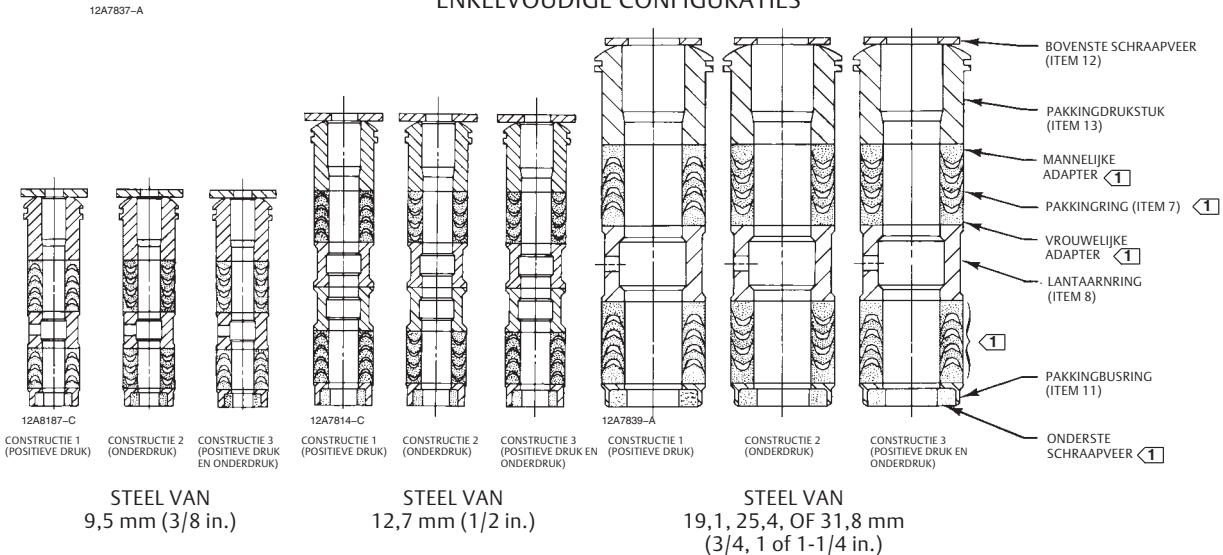 12A7837–A
ENKELVOUDIGE CONFIGURATIES
BOVENSTE SCHRAAPVEER
(ITEM 12)
PAKKINGDRUKSTUK
(ITEM 13)
MANNELIJKE
ADAPTER 1
PAKKINGRING (ITEM 7) 1
VROUWELIJKE
ADAPTER 1
LANTAARNRING
(ITEM 8)
1
PAKKINGBUSRING
(ITEM 11)
ONDERSTE
SCHRAAPVEER 1
12A8187–C
CONSTRUCTIE 1
(POSITIEVE DRUK)
CONSTRUCTIE 2
(ONDERDRUK)
CONSTRUCTIE 3
(POSITIEVE DRUK
EN ONDERDRUK)
STEEL VAN
9,5 mm (3/8 in.)
12A7814–C
CONSTRUCTIE 1
(POSITIEVE DRUK)
CONSTRUCTIE 2
(ONDERDRUK)
CONSTRUCTIE 3
(POSITIEVE DRUK EN
ONDERDRUK)
STEEL VAN
12,7 mm (1/2 in.)
12A7839–A
CONSTRUCTIE 1
(POSITIEVE DRUK)
CONSTRUCTIE 2
(ONDERDRUK)
CONSTRUCTIE 3
(POSITIEVE DRUK EN
ONDERDRUK)
STEEL VAN
19,1, 25,4, OF 31,8 mm
(3/4, 1 of 1-1/4 in.)